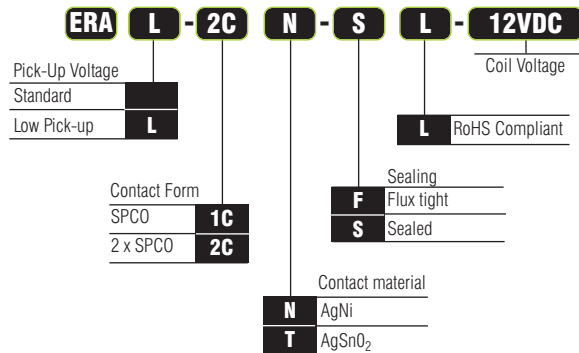 ERA L - 2C N - S L - 12VDC
Coil Voltage
Pick-Up Voltage
Standard
Low Pick-up L
L RoHS Compliant
Contact Form
SPCO 1C
2 x SPCO 2C
Sealing
F Flux tight
S Sealed
Contact material
N AgNi
T AgSn0₂